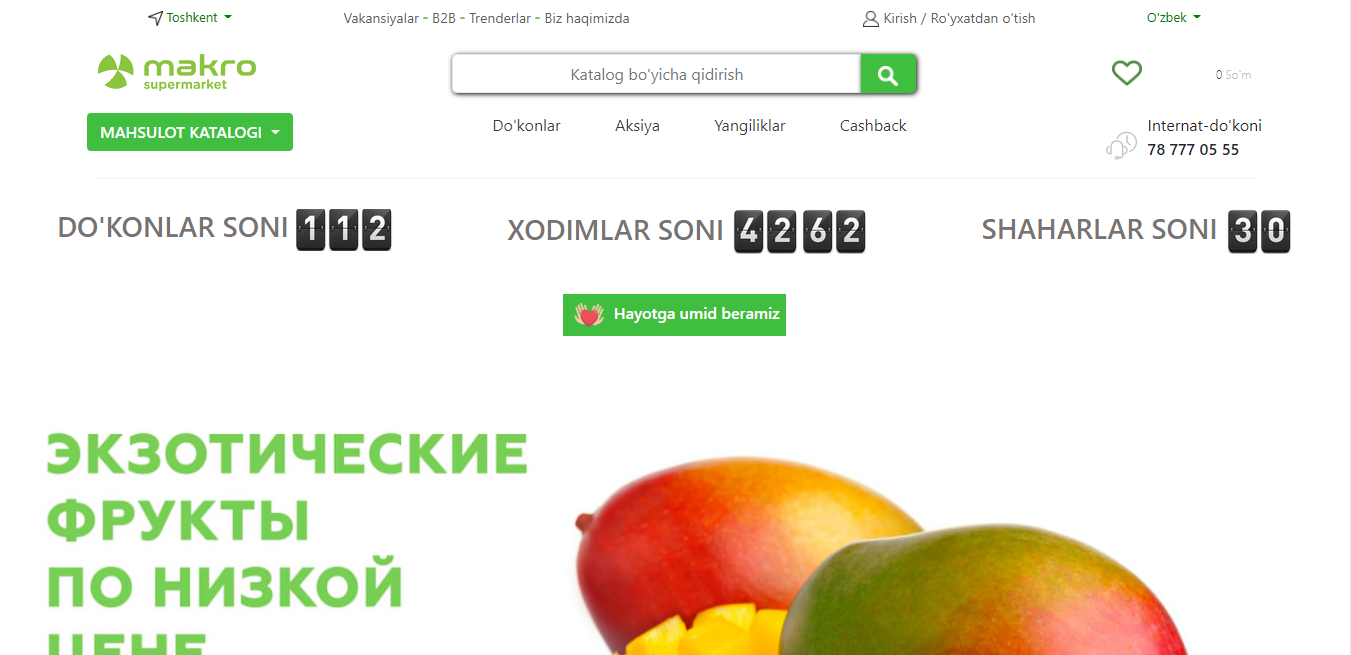 Toshkent
Vakansiyalar - B2B - Trenderlar - Biz haqimizda
Kirish / Ro'yxatdan o'tish
O'zbek
makro
supermarket
Katalog bo'yicha qidirish
0 So`m
MAHSULOT KATALOGI
Do'konlar
Aksiya
Yangiliklar
Cashback
Internat-do'koni
78 777 05 55
DO'KONLAR SONI 112
XODIMLAR SONI 4262
SHAHARLAR SONI 30
Hayotga umid beramiz
ЭКЗОТИЧЕСКИЕ
ФРУКТЫ
ПО НИЗКОЙ
ЦЕНЕ